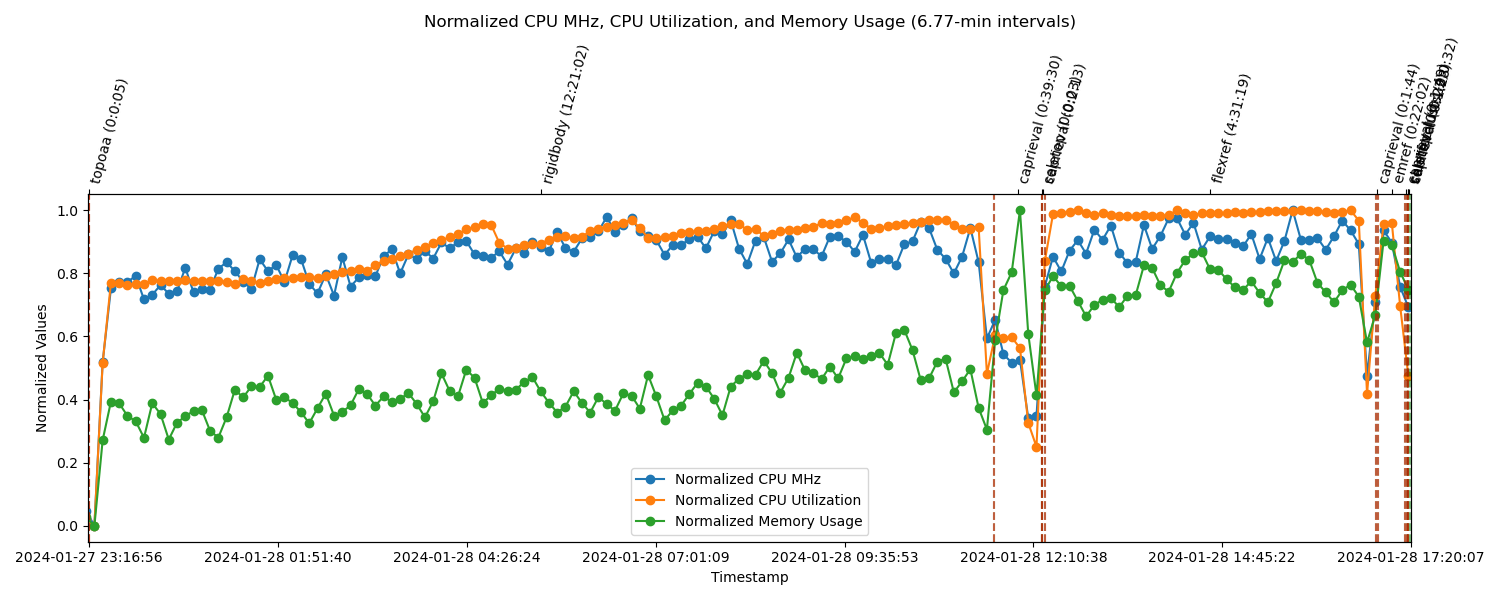 Normalized CPU MHz, CPU Utilization, and Memory Usage (6.77-min intervals)
topoaa (0:0:05)
rigidbody (12:21:02)
caprieval (0:39:30)
flexref (4:31:19)
caprieval (0:1:44)
emref (0:22:02)
Normalized Values
1.0
0.8
0.6
0.4
0.2
0.0
Normalized CPU MHz
Normalized CPU Utilization
Normalized Memory Usage
2024-01-27 23:16:56
2024-01-28 01:51:40
2024-01-28 04:26:24
2024-01-28 07:01:09
2024-01-28 09:35:53
2024-01-28 12:10:38
2024-01-28 14:45:22
2024-01-28 17:20:07
Timestamp